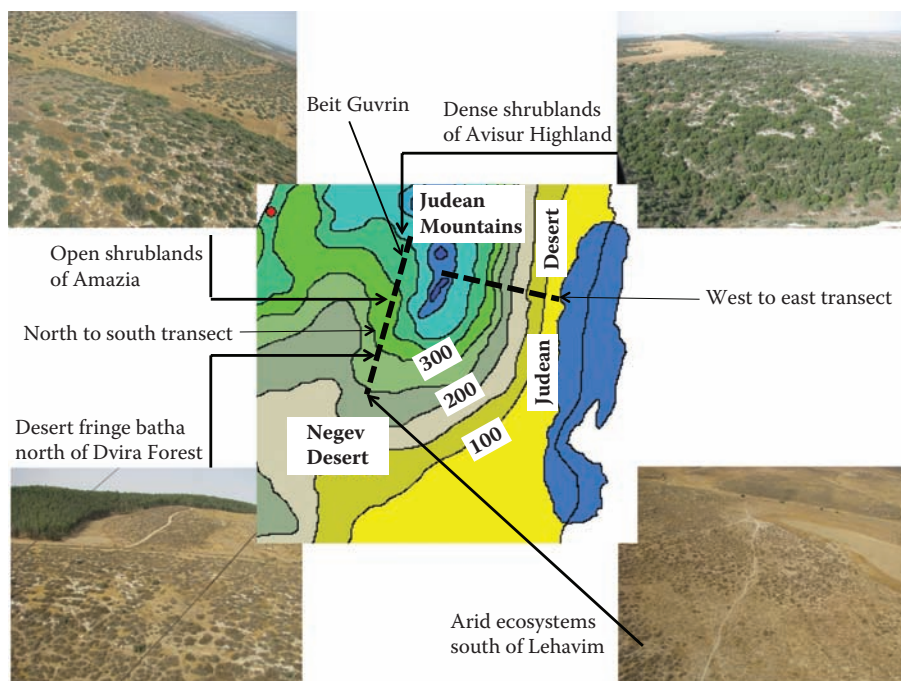 Beit Guvrin
Dense shrublands
of Avisur Highland
Judean
Mountains
Desert
Open shrublands
of Amazia
West to east transect
North to south transect
300
Judean
200
100
Desert fringe batha
north of Dvira Forest
Negev
Desert
Arid ecosystems
south of Lehavim